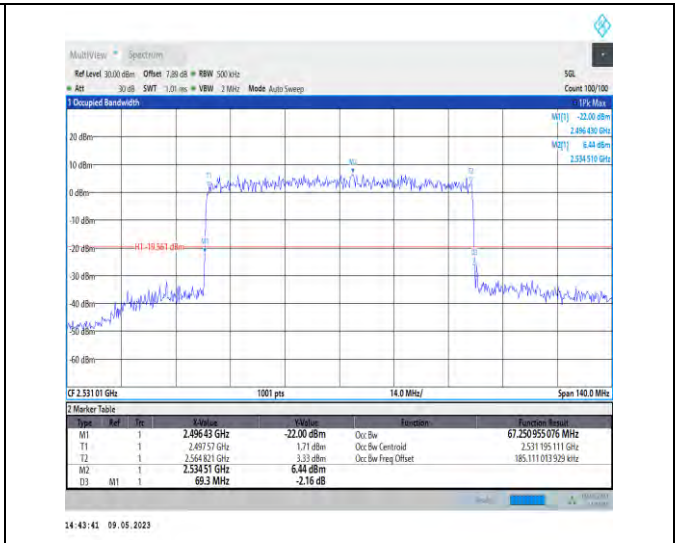 MultiView Spectrum
Ref Level 30.00 dBm Offset 7.89 dB RBW 500 kHz SGL
Att 30 dB SWT 1.01 ms VBW 2 MHz Mode Auto Sweep Count 100/100
1 Occupied Bandwidth 1Pk Max
M1[1] -22.00 dBm
2.496 430 GHz
M2[1] 6.44 dBm
2.534 510 GHz
20 dBm
10 dBm
0 dBm
-10 dBm
-20 dBm
H1 -19.561 dBm
-30 dBm
-40 dBm
-50 dBm
-60 dBm
CF 2.531 01 GHz 1001 pts 14.0 MHz/ Span 140.0 MHz
2 Marker Table
Type Ref Trc X-Value Y-Value Function Function Result
M1 1 2.496 43 GHz -22.00 dBm Occ Bw 67.250 955 076 MHz
T1 1 2.497 57 GHz 1.71 dBm Occ Bw Centroid 2.531 195 111 GHz
T2 1 2.564 821 GHz 3.33 dBm Occ Bw Freq Offset 185.111 013 929 kHz
M2 1 2.534 51 GHz 6.44 dBm
D3 M1 1 69.3 MHz -2.16 dB
14:43:41 09.05.2023